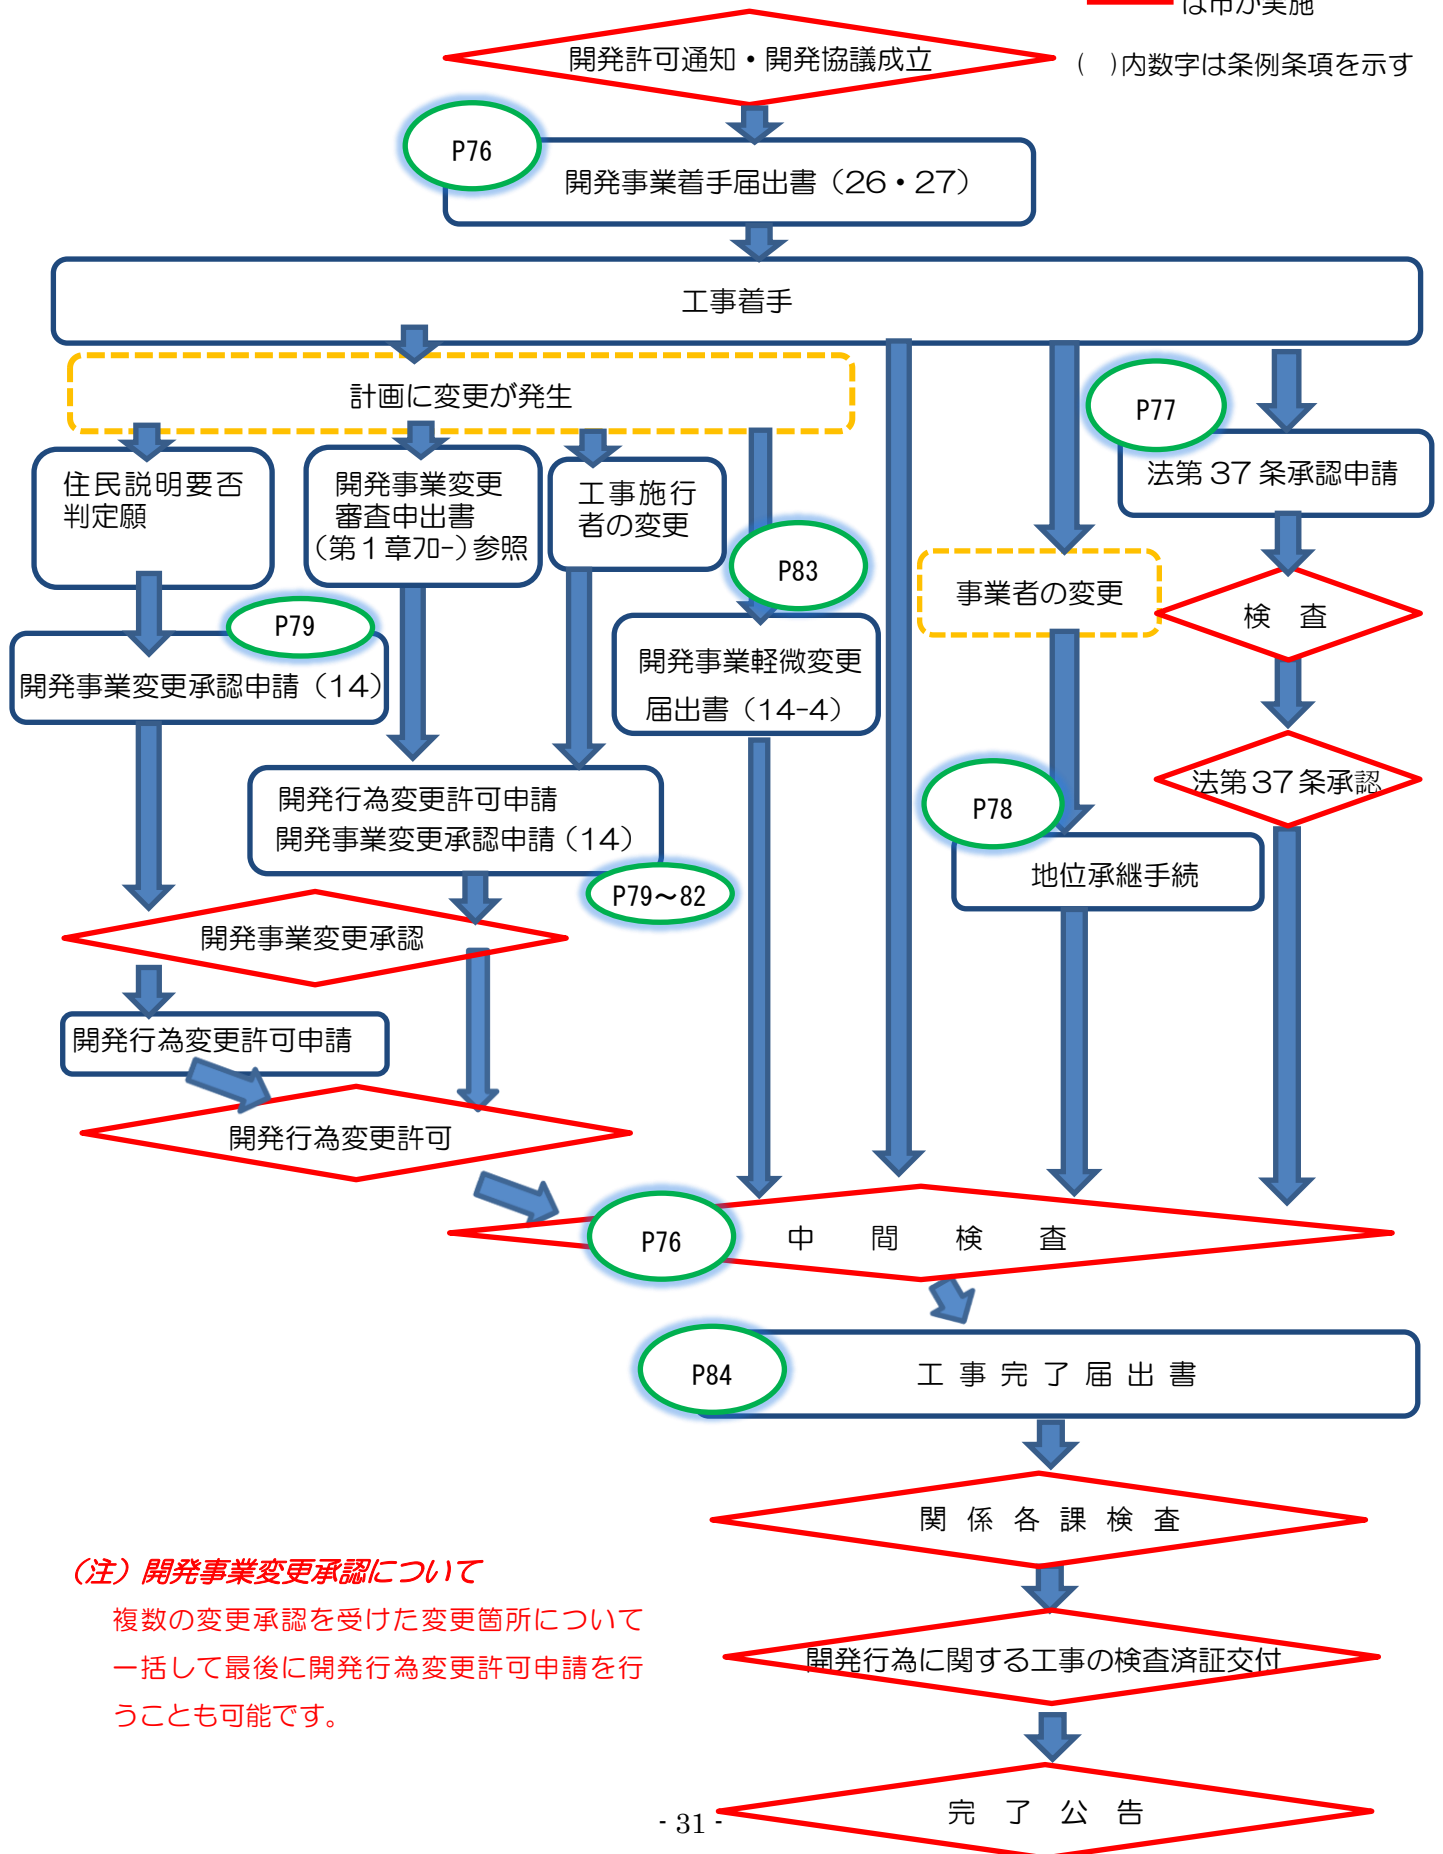 は市が実施
開発許可通知・開発協議成立
(　)内数字は条例条項を示す
P76
開発事業着手届出書（26・27）
工事着手
計画に変更が発生
P77
法第37条承認申請
住民説明要否
判定願
開発事業変更
審査申出書
（第１章ﾌﾛｰ）参照
工事施行
者の変更
P83
事業者の変更
検　査
P79
開発事業変更承認申請（14）
開発事業軽微変更
届出書（14-4）
法第37条承認
開発行為変更許可申請
開発事業変更承認申請（14）
P78
地位承継手続
P79～82
開発事業変更承認
開発行為変更許可申請
開発行為変更許可
P76
中　間　検　査
P84
工事完了届出書
関係各課検査
（注）開発事業変更承認について
複数の変更承認を受けた変更箇所について
一括して最後に開発行為変更許可申請を行
うことも可能です。
開発行為に関する工事の検査済証交付
完　了　公　告
- 31 -